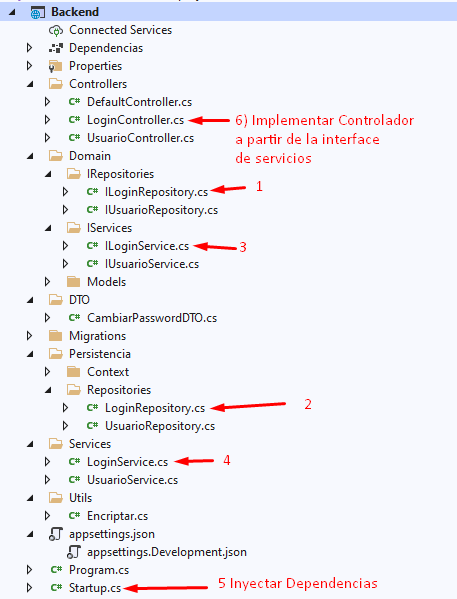 Backend
Connected Services
Dependencias
Properties
Controllers
C# DefaultController.cs
C# LoginController.cs
6) Implementar Controlador
a partir de la interface
de servicios
C# UsuarioController.cs
Domain
IRepositories
C# ILoginRepository.cs
1
C# IUsuarioRepository.cs
IServices
C# ILoginService.cs
3
C# IUsuarioService.cs
Models
DTO
C# CambiarPasswordDTO.cs
Migrations
Persistencia
Context
Repositories
C# LoginRepository.cs
2
C# UsuarioRepository.cs
Services
C# LoginService.cs
4
C# UsuarioService.cs
Utils
C# Encriptar.cs
appsettings.json
appsettings.Development.json
C# Program.cs
C# Startup.cs
5 Inyectar Dependencias